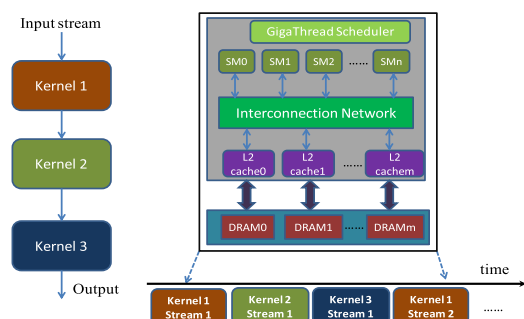 Input stream
Kernel 1
Kernel 2
Kernel 3
Output
GigaThread Scheduler
SM0 SM1 SM2 ...... SMn
Interconnection Network
L2 cache0 L2 cache1 ...... L2 cachem
DRAM0 DRAM1 ...... DRAMm
time
Kernel 1 Kernel 2 Kernel 3 Kernel 1
Stream 1 Stream 1 Stream 1 Stream 2 ......